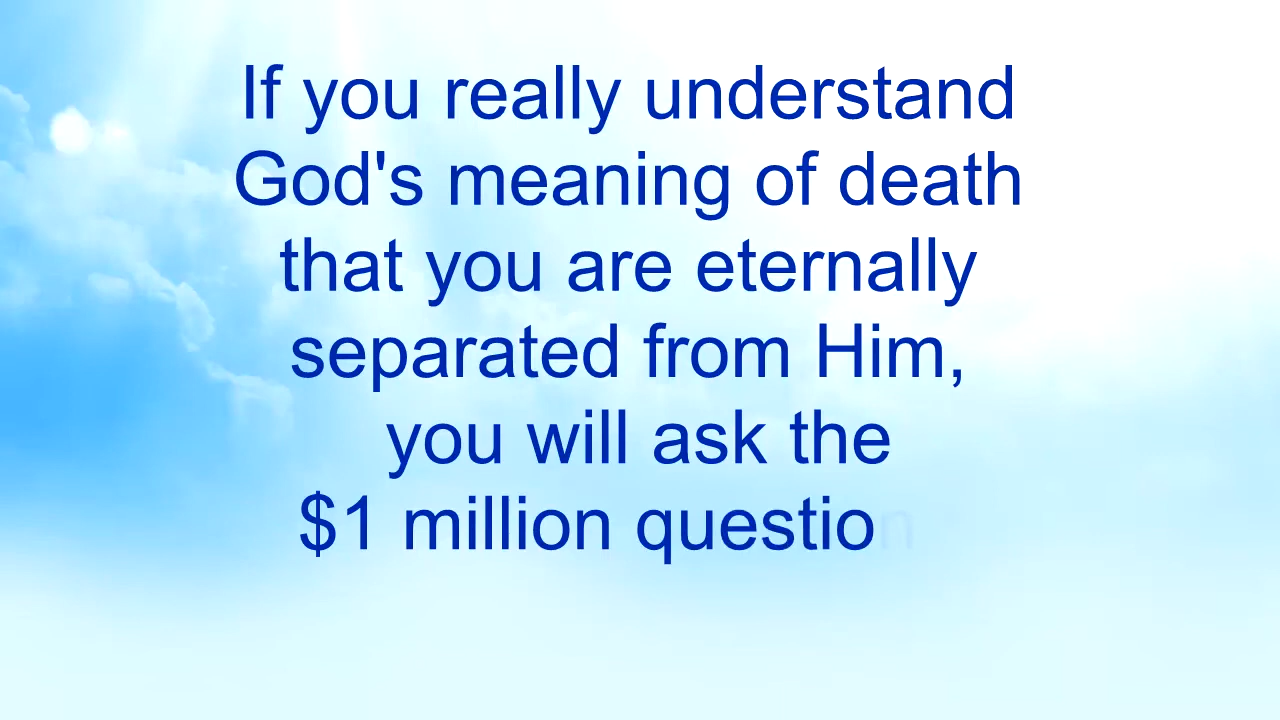 If you really understand
God's meaning of death
that you are eternally
separated from Him,
you will ask the
$1 million question